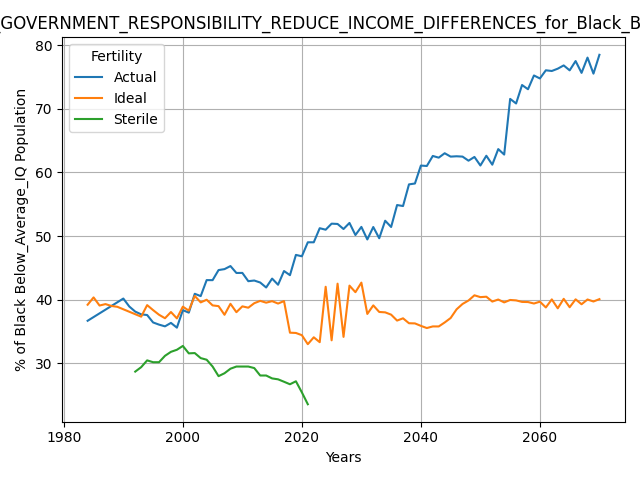 _GOVERNMENT_RESPONSIBILITY_REDUCE_INCOME_DIFFERENCES_for_Black_B
% of Black Below_Average_IQ Population
80
70
60
50
40
30
Fertility
Actual
Ideal
Sterile
1980 2000 2020 2040 2060
Years